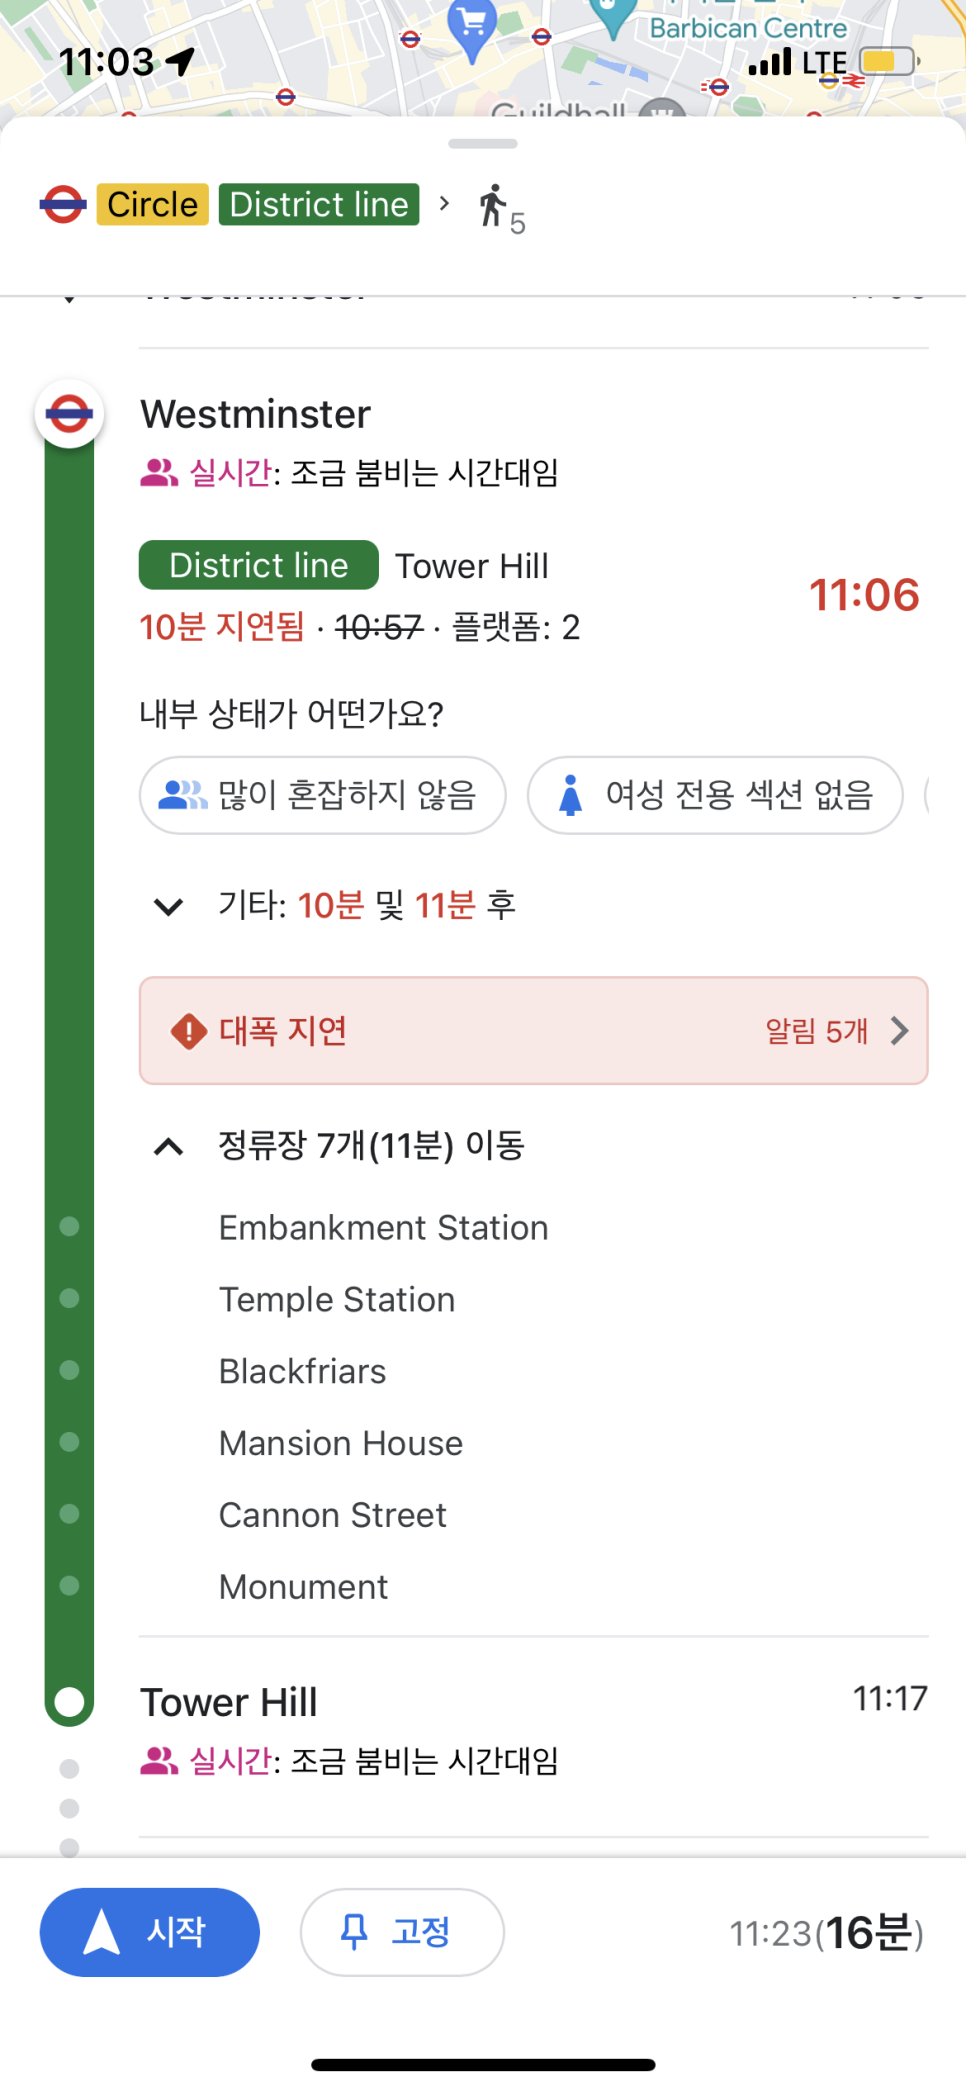 Barbican Centre
11:03
LTE
Guildhall
Circle District line
5
Westminster
Westminster
실시간: 조금 붐비는 시간대임
District line Tower Hill
11:06
10분 지연됨 · 10:57 · 플랫폼: 2
내부 상태가 어떤가요?
많이 혼잡하지 않음 여성 전용 섹션 없음
기타: 10분 및 11분 후
대폭 지연 알림 5개
정류장 7개(11분) 이동
Embankment Station
Temple Station
Blackfriars
Mansion House
Cannon Street
Monument
Tower Hill 11:17
실시간: 조금 붐비는 시간대임
시작 고정 11:23(16분)